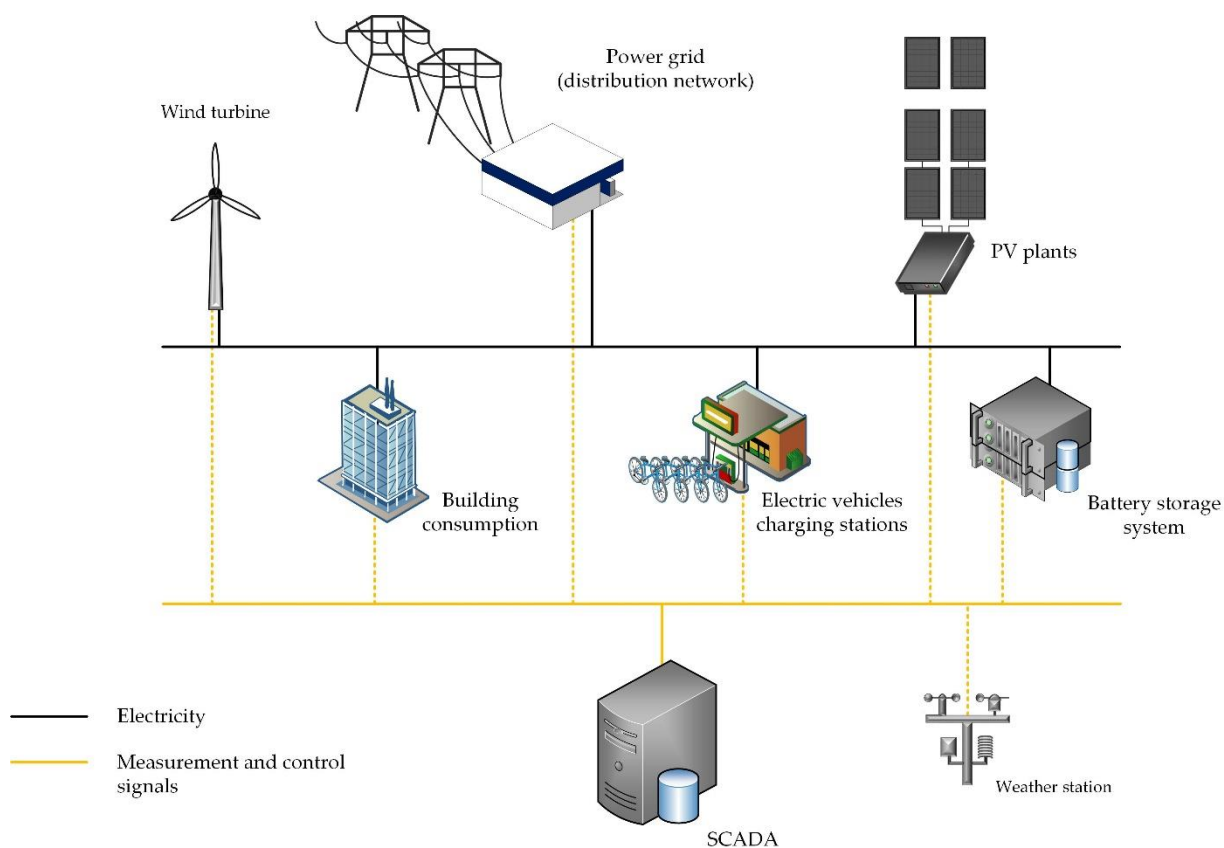 Power grid
(distribution network)
Wind turbine
PV plants
Building
consumption
Electric vehicles
charging stations
Battery storage
system
Electricity
Measurement and control
signals
Weather station
SCADA